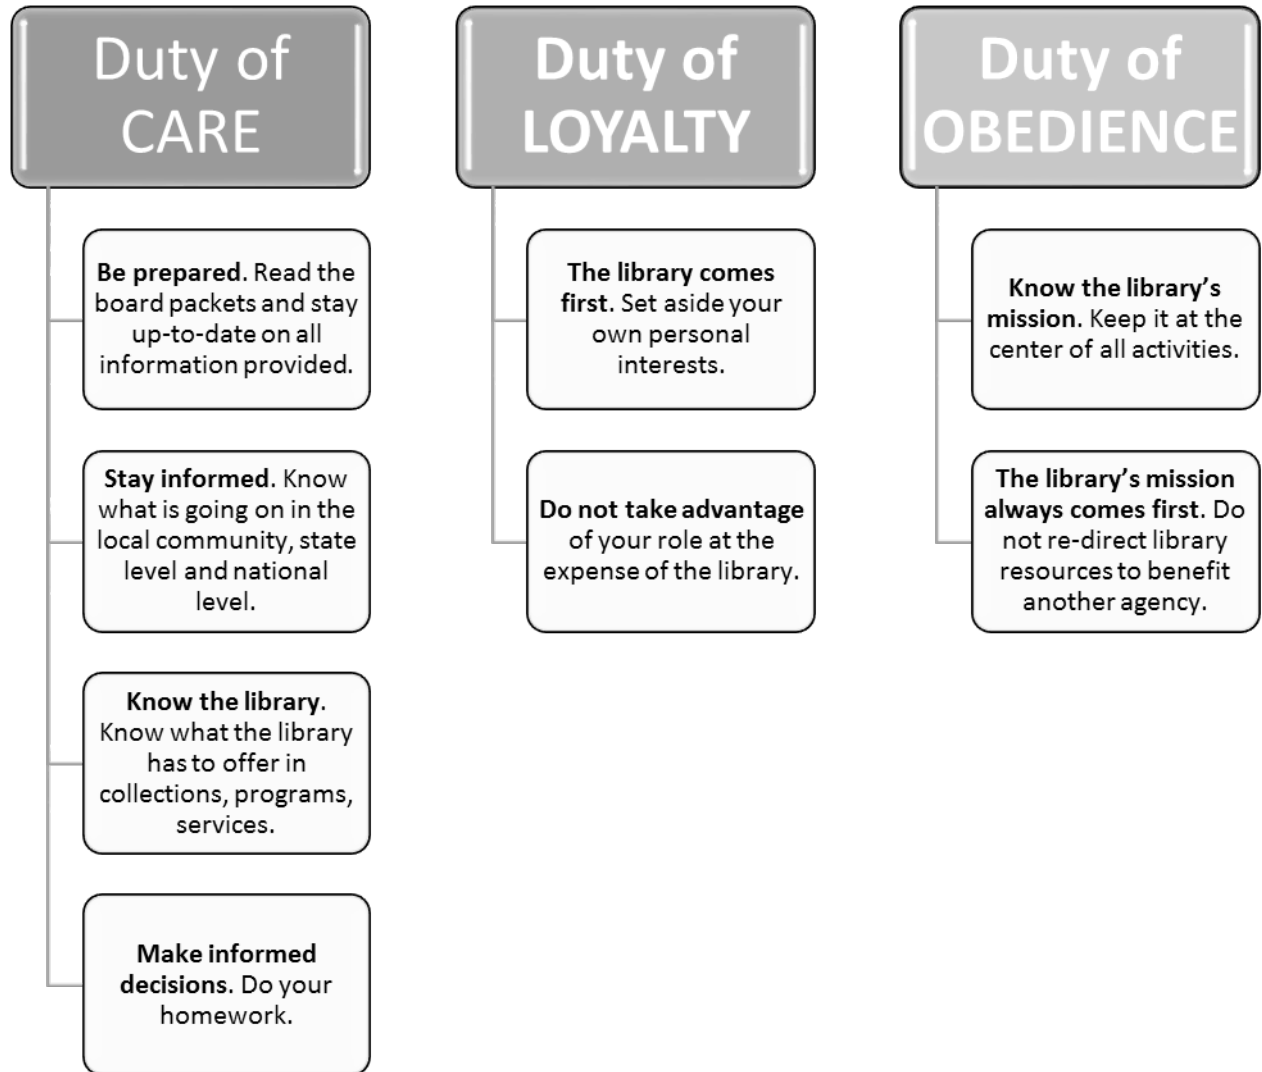 Duty of
CARE
Be prepared. Read the
board packets and stay
up-to-date on all
information provided.
Stay informed. Know
what is going on in the
local community, state
level and national
level.
Know the library.
Know what the library
has to offer in
collections, programs,
services.
Make informed
decisions. Do your
homework.
Duty of
LOYALTY
The library comes
first. Set aside your
own personal
interests.
Do not take advantage
of your role at the
expense of the library.
Duty of
OBEDIENCE
Know the library’s
mission. Keep it at the
center of all activities.
The library’s mission
always comes first. Do
not re-direct library
resources to benefit
another agency.